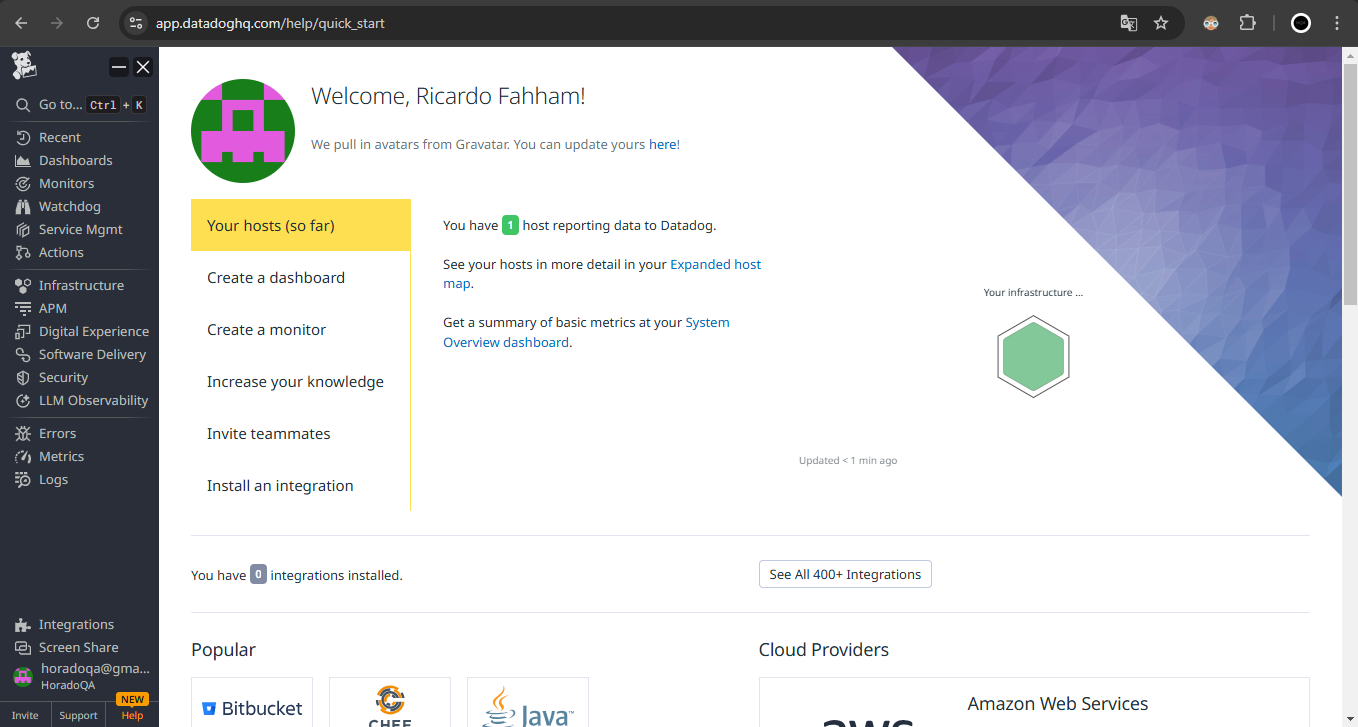 app.datadoghq.com/help/quick_start
Go to... Ctrl + K
Recent
Dashboards
Monitors
Watchdog
Service Mgmt
Actions
Infrastructure
APM
Digital Experience
Software Delivery
Security
LLM Observability
Errors
Metrics
Logs
Integrations
Screen Share
horadoqa@gma...
HoradoQA
NEW
Invite
Support
Help
Welcome, Ricardo Fahham!
We pull in avatars from Gravatar. You can update yours here!
Your hosts (so far)
Create a dashboard
Create a monitor
Increase your knowledge
Invite teammates
Install an integration
You have 1 host reporting data to Datadog.
See your hosts in more detail in your Expanded host
map.
Get a summary of basic metrics at your System
Overview dashboard.
Your infrastructure ...
Updated < 1 min ago
You have 0 integrations installed.
See All 400+ Integrations
Popular
Bitbucket
CHEF
Java™
Cloud Providers
Amazon Web Services
aws